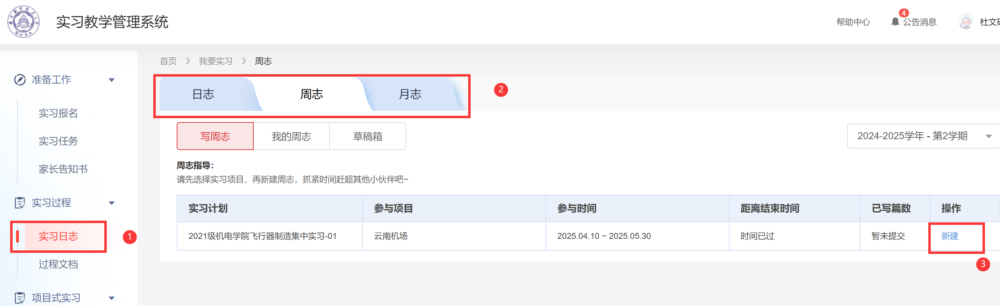 实习教学管理系统
帮助中心
4
公告消息
杜文
NUAA
首页 > 我要实习 > 周志
准备工作
实习报名
实习任务
家长告知书
实习过程
实习日志
1
过程文档
项目式实习
日志
周志
月志
2
写周志
我的周志
草稿箱
2024-2025学年 - 第2学期
周志指导：
请先选择实习项目，再新建周志，抓紧时间赶超其他小伙伴吧~
实习计划 参与项目 参与时间 距离结束时间 已写篇数 操作
2021级机电学院飞行器制造集中实习-01 云南机场 2025.04.10 ~ 2025.05.30 时间已过 暂未提交 新建
3